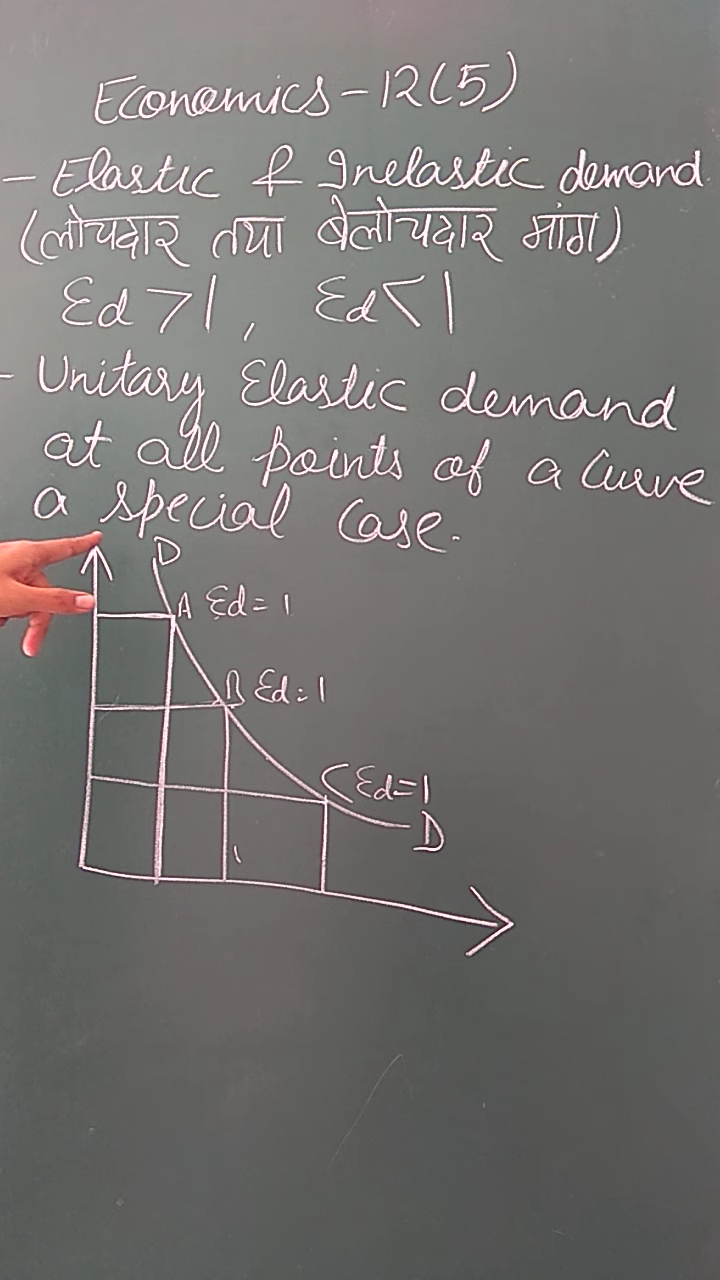 Economics-12(5)
- Elastic & Inelastic demand
(लोचदार तथा बेलोचदार मांग)
Ed>1, Ed<1
- Unitary Elastic demand
at all points of a Curve
a special Case.
D
A Ed=1
B Ed=1
C Ed=1
D